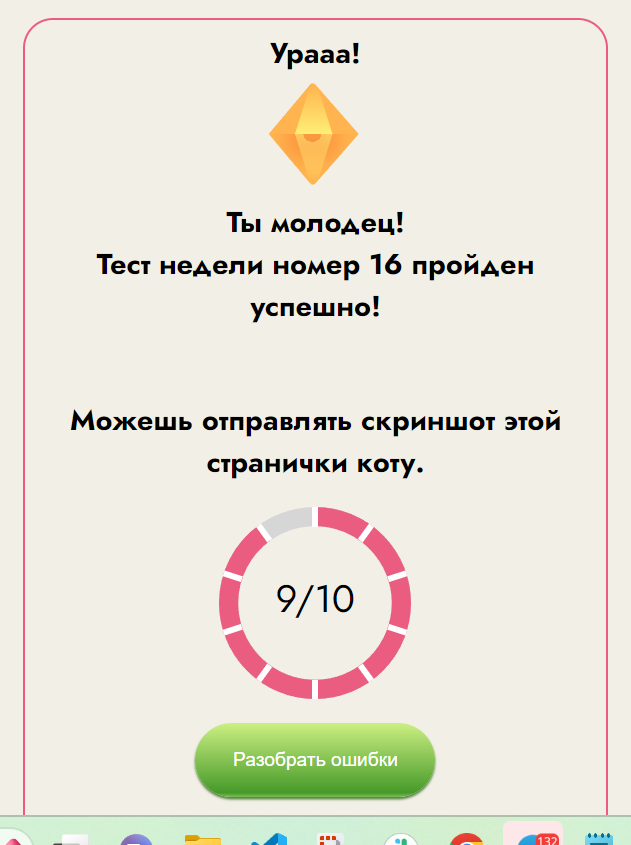 Урааа!
Ты молодец!
Тест недели номер 16 пройден
успешно!
Можешь отправлять скриншот этой
странички коту.
9/10
Разобрать ошибки
132